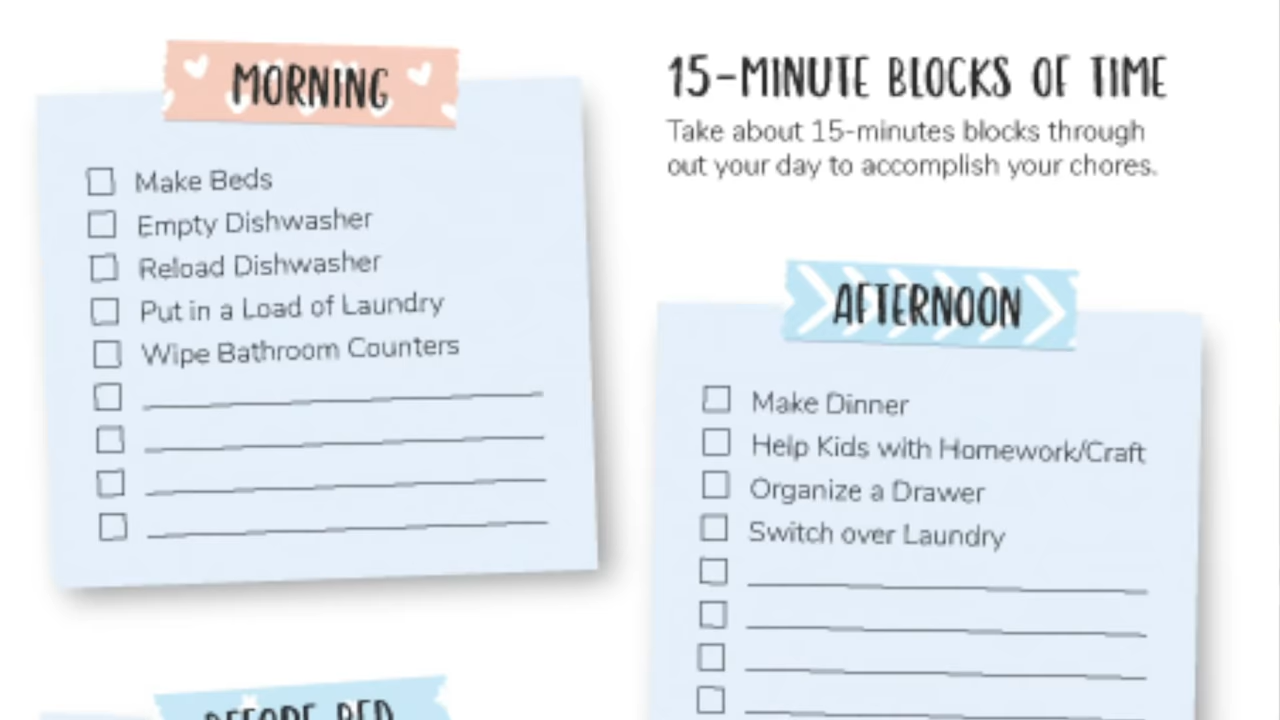 MORNING
Make Beds
Empty Dishwasher
Reload Dishwasher
Put in a Load of Laundry
Wipe Bathroom Counters
15-MINUTE BLOCKS OF TIME
Take about 15-minutes blocks through
out your day to accomplish your chores.
AFTERNOON
Make Dinner
Help Kids with Homework/Craft
Organize a Drawer
Switch over Laundry
BEFORE BED